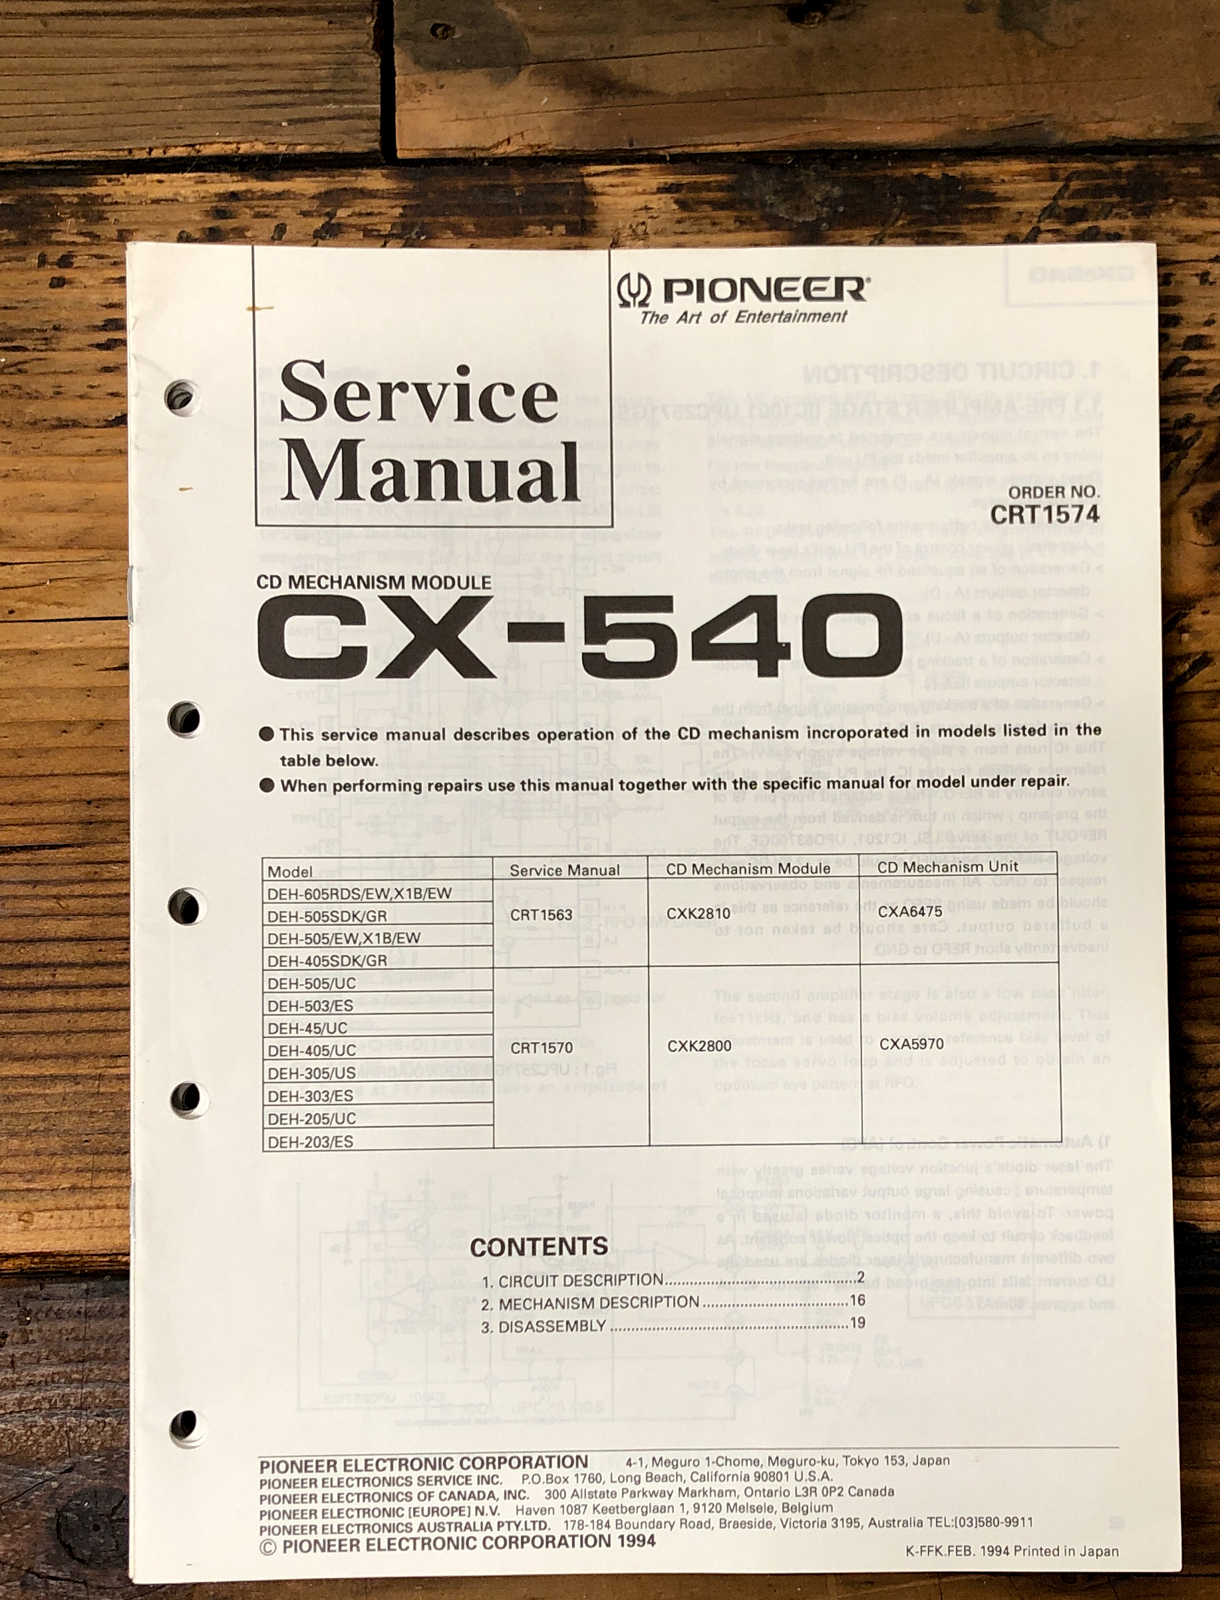 PIONEER®
The Art of Entertainment
Service
Manual
ORDER NO.
CRT1574
CD MECHANISM MODULE
CX-540
● This service manual describes operation of the CD mechanism incroporated in models listed in the
table below.
● When performing repairs use this manual together with the specific manual for model under repair.
Model Service Manual CD Mechanism Module CD Mechanism Unit
DEH-605RDS/EW,X1B/EW
DEH-505SDK/GR CRT1563 CXK2810 CXA6475
DEH-505/EW,X1B/EW
DEH-405SDK/GR
DEH-505/UC
DEH-503/ES
DEH-45/UC
DEH-405/UC CRT1570 CXK2800 CXA5970
DEH-305/US
DEH-303/ES
DEH-205/UC
DEH-203/ES
CONTENTS
1. CIRCUIT DESCRIPTION..............................................2
2. MECHANISM DESCRIPTION...................................16
3. DISASSEMBLY.........................................................19
PIONEER ELECTRONIC CORPORATION 4-1, Meguro 1-Chome, Meguro-ku, Tokyo 153, Japan
PIONEER ELECTRONICS SERVICE INC. P.O.Box 1760, Long Beach, California 90801 U.S.A.
PIONEER ELECTRONICS OF CANADA, INC. 300 Allstate Parkway Markham, Ontario L3R 0P2 Canada
PIONEER ELECTRONIC [EUROPE] N.V. Haven 1087 Keetberglaan 1, 9120 Melsele, Belgium
PIONEER ELECTRONICS AUSTRALIA PTY.LTD. 178-184 Boundary Road, Braeside, Victoria 3195, Australia TEL:[03]580-9911
© PIONEER ELECTRONIC CORPORATION 1994
K-FFK.FEB. 1994 Printed in Japan